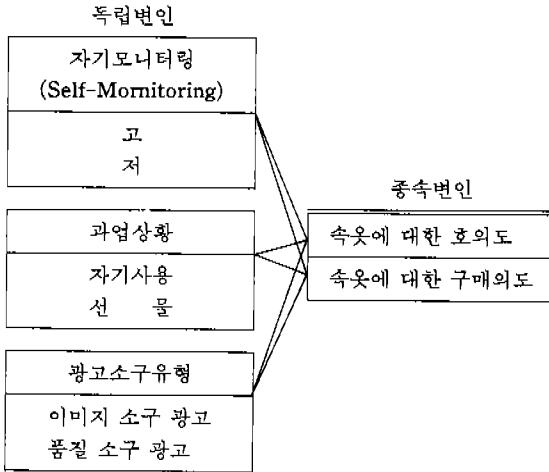 독립변인
자기모니터링
(Self-Mornitoring)
고
저
과업상황
자기사용
선 물
광고소구유형
이미지 소구 광고
품질 소구 광고
종속변인
속옷에 대한 호의도
속옷에 대한 구매의도